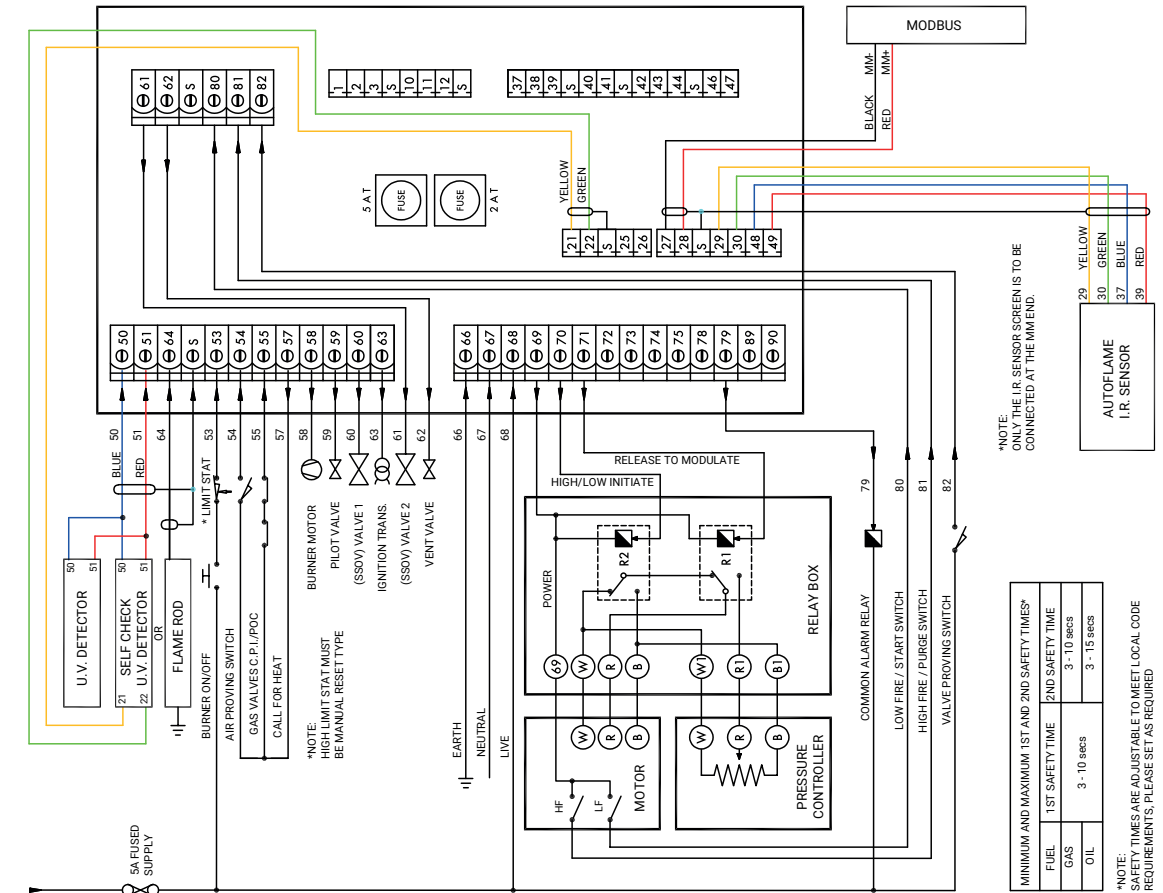 MODBUS
BLACK MM-
RED MM+
61 62 S 80 81 82
1 2 3 S 10 11 12 S
37 38 39 S 40 41 S 42 43 44 S 46 47
5 A T
FUSE
FUSE
2 A T
YELLOW
GREEN
21 22 S 25 26
27 28 S 29 30 48 49
*NOTE:
ONLY THE I.R. SENSOR SCREEN IS TO BE
CONNECTED AT THE MM END.
29 YELLOW
30 GREEN
37 BLUE
39 RED
AUTOFLAME
I.R. SENSOR
50 51 64 S 53 54 55 57 58 59 60 63
66 67 68 69 70 71 72 73 74 75 78 79 89 90
50 51 64 53 54 55 57 58 59 60 63 61 62 66 67 68
BLUE
RED
* LIMIT STAT
RELEASE TO MODULATE
HIGH/LOW INITIATE
79 80 81 82
50 51
U.V. DETECTOR
50 51
SELF CHECK
U.V. DETECTOR
21 22
OR
FLAME ROD
BURNER ON/OFF
AIR PROVING SWITCH
GAS VALVES C.P.I./POC
CALL FOR HEAT
BURNER MOTOR
PILOT VALVE
(SSOV) VALVE 1
IGNITION TRANS.
(SSOV) VALVE 2
VENT VALVE
*NOTE:
HIGH LIMIT STAT MUST
BE MANUAL RESET TYPE
EARTH
NEUTRAL
LIVE
POWER
R2
R1
RELAY BOX
69 W R B W1 R1 B1
W R B W R B
HF
LF
MOTOR
PRESSURE
CONTROLLER
COMMON ALARM RELAY
LOW FIRE / START SWITCH
HIGH FIRE / PURGE SWITCH
VALVE PROVING SWITCH
5A FUSED
SUPPLY
MINIMUM AND MAXIMUM 1ST AND 2ND SAFETY TIMES*
FUEL 1ST SAFETY TIME 2ND SAFETY TIME
GAS 3 - 10 secs 3 - 10 secs
OIL 3 - 15 secs
*NOTE:
SAFETY TIMES ARE ADJUSTABLE TO MEET LOCAL CODE
REQUIREMENTS, PLEASE SET AS REQUIRED